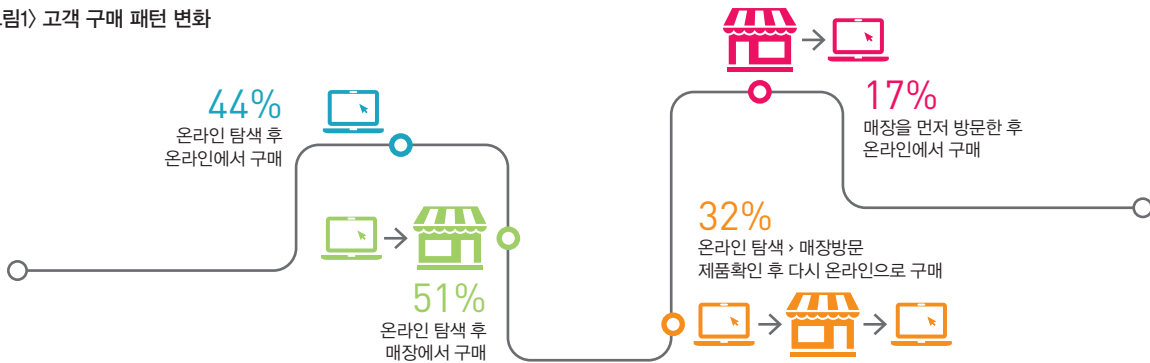 림1> 고객 구매 패턴 변화
44%
온라인 탐색 후
온라인에서 구매
51%
온라인 탐색 후
매장에서 구매
17%
매장을 먼저 방문한 후
온라인에서 구매
32%
온라인 탐색 › 매장방문
제품확인 후 다시 온라인으로 구매